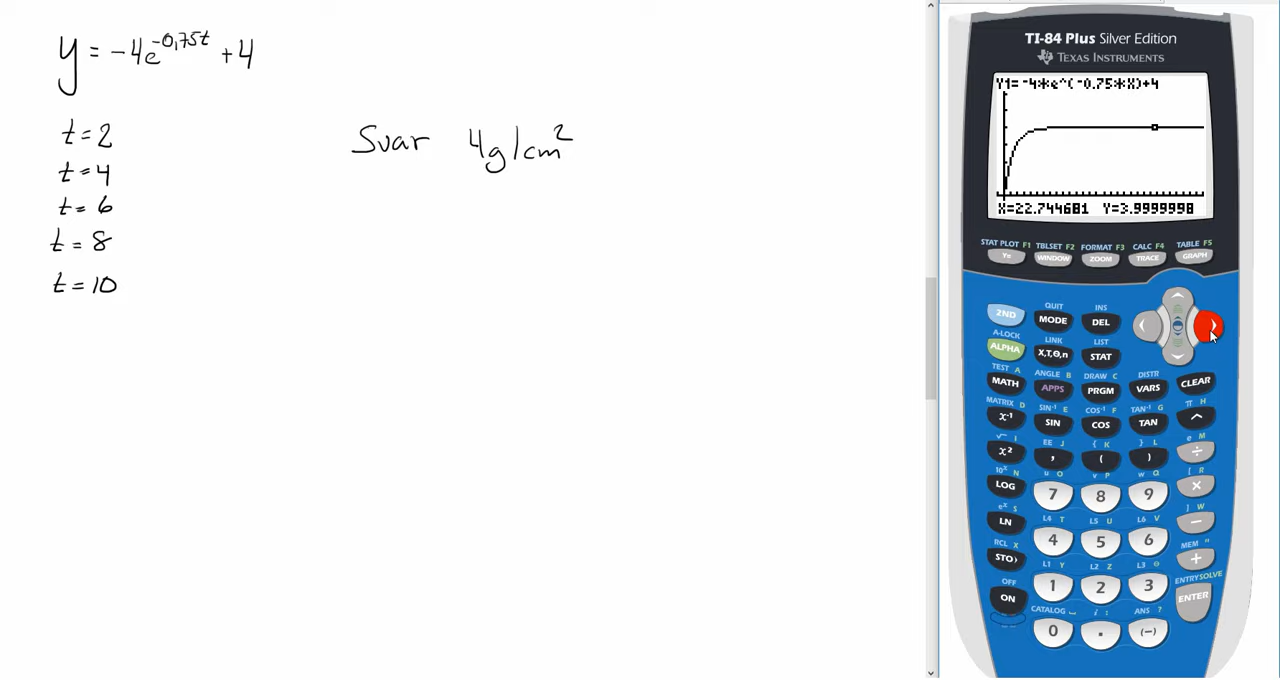 y = -4e^-0,75t + 4
t=2
t=4
t=6
t=8
t=10
Svar 4g/cm²
TI-84 Plus Silver Edition
TEXAS INSTRUMENTS
Y1=-4*e^(-0.75*X)+4
X=22.744681 Y=3.9999998
STAT PLOT F1 TBLSET F2 FORMAT F3 CALC F4 TABLE F5
Y= WINDOW ZOOM TRACE GRAPH
QUIT INS
2ND MODE DEL
A-LOCK LINK LIST
ALPHA X,T,Θ,n STAT
TEST A ANGLE B DRAW C DISTR
MATH APPS PRGM VARS CLEAR
MATRIX D SIN⁻¹ E COS⁻¹ F TAN⁻¹ G π H
x⁻¹ SIN COS TAN ^
√ I EE J { K } L e M
x² , ( ) ÷
10ˣ N u O v P w Q [ R
LOG 7 8 9 ×
eˣ S L4 T L5 U L6 V ] W
LN 4 5 6 −
RCL X L1 Y L2 Z L3 Θ MEM "
STO› 1 2 3 +
OFF CATALOG i : ANS ? ENTRY SOLVE
ON 0 . (−) ENTER